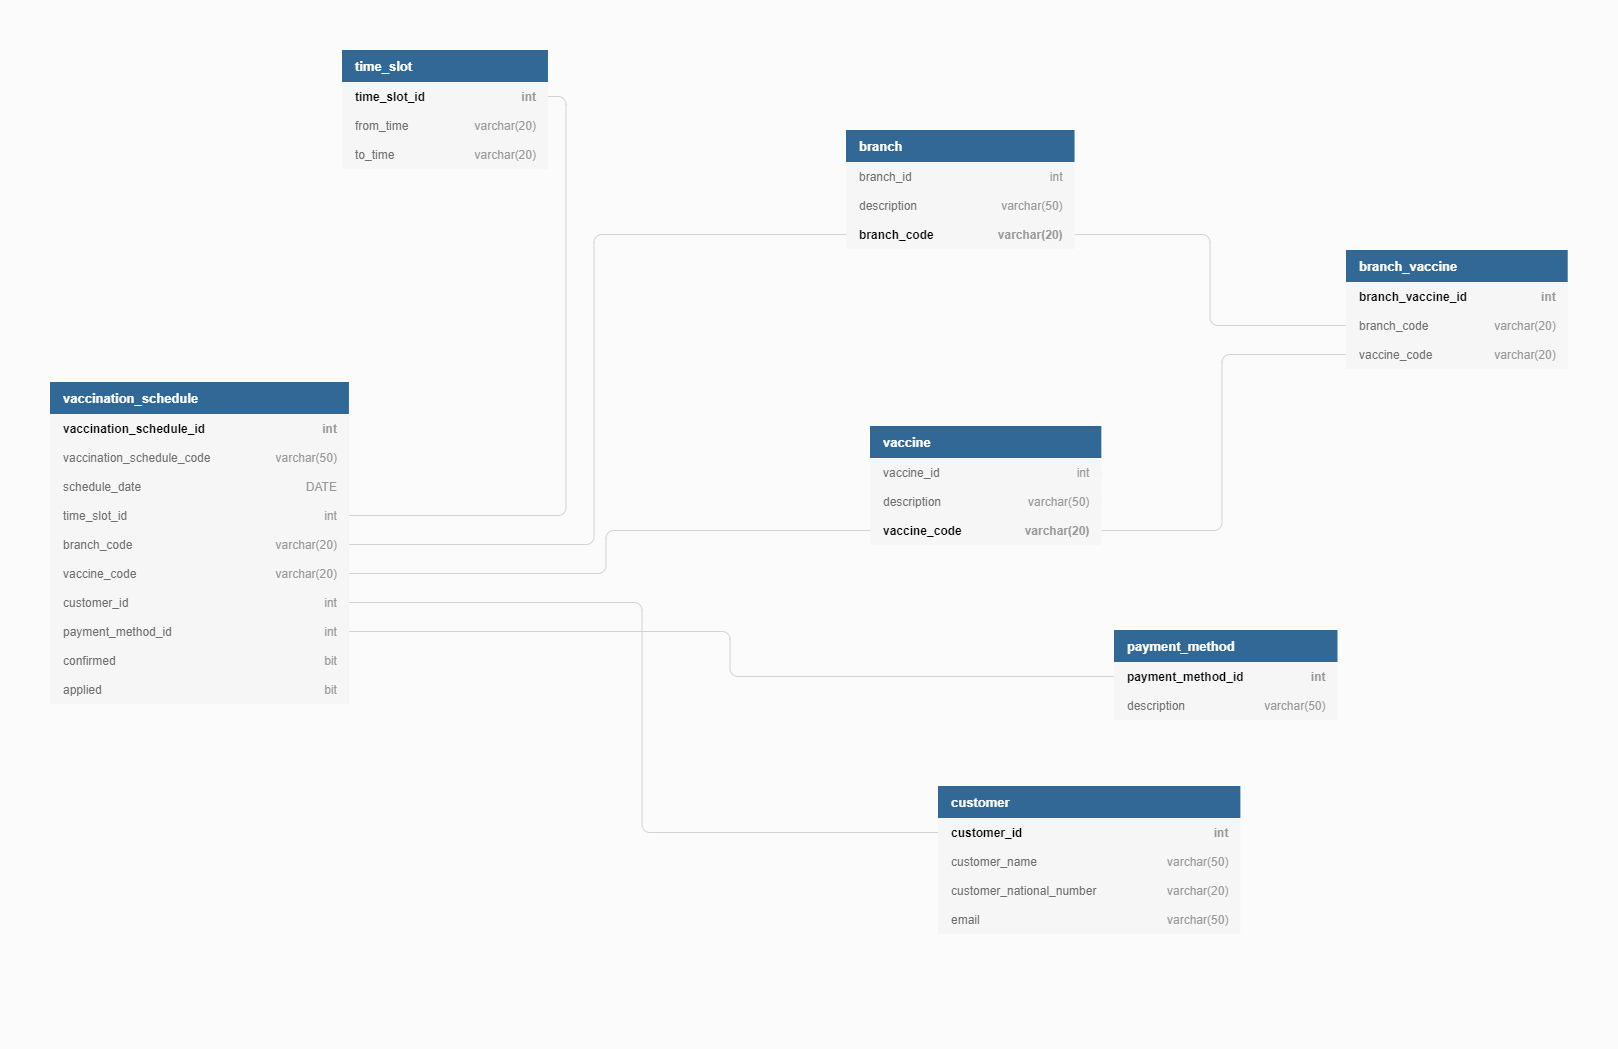 time_slot
time_slot_id int
from_time varchar(20)
to_time varchar(20)
branch
branch_id int
description varchar(50)
branch_code varchar(20)
branch_vaccine
branch_vaccine_id int
branch_code varchar(20)
vaccine_code varchar(20)
vaccination_schedule
vaccination_schedule_id int
vaccination_schedule_code varchar(50)
schedule_date DATE
time_slot_id int
branch_code varchar(20)
vaccine_code varchar(20)
customer_id int
payment_method_id int
confirmed bit
applied bit
vaccine
vaccine_id int
description varchar(50)
vaccine_code varchar(20)
payment_method
payment_method_id int
description varchar(50)
customer
customer_id int
customer_name varchar(50)
customer_national_number varchar(20)
email varchar(50)